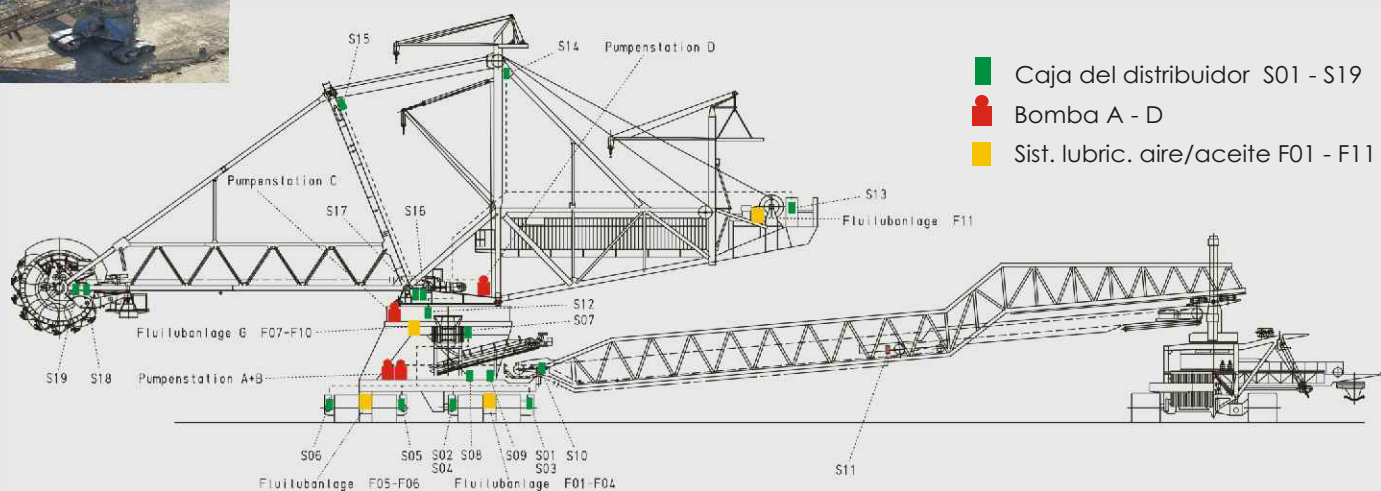 S15
S14
Pumpenstation D
Caja del distribuidor S01 - S19
Bomba A - D
Sist. lubric. aire/aceite F01 - F11
Pumpenstation C
S17
S16
S13
Fluilubanlage F11
S12
S07
Fluilubanlage G F07-F10
S19
S18
Pumpenstation A+B
S06
S05
S02
S04
S08
S09
S01
S03
S10
S11
Fluilubanlage F05-F06
Fluilubanlage F01-F04